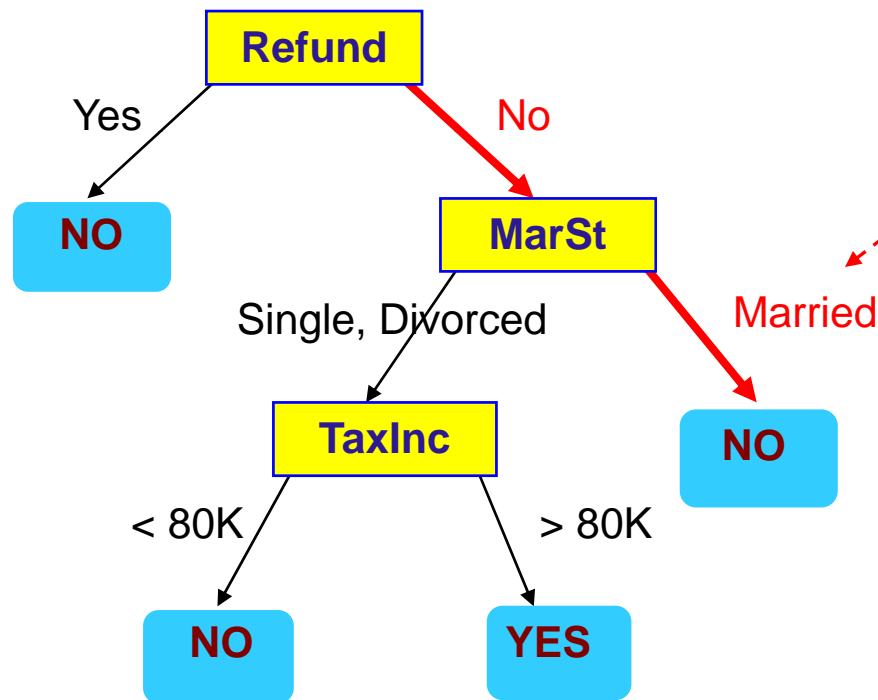 Refund
Yes
No
NO
MarSt
Single, Divorced
Married
TaxInc
NO
< 80K
> 80K
NO
YES